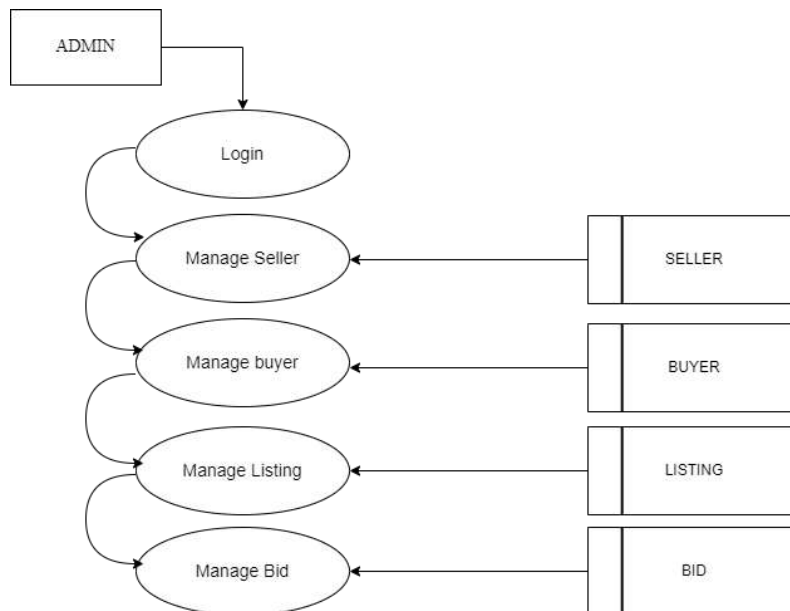 ADMIN
Login
Manage Seller
SELLER
Manage buyer
BUYER
Manage Listing
LISTING
Manage Bid
BID